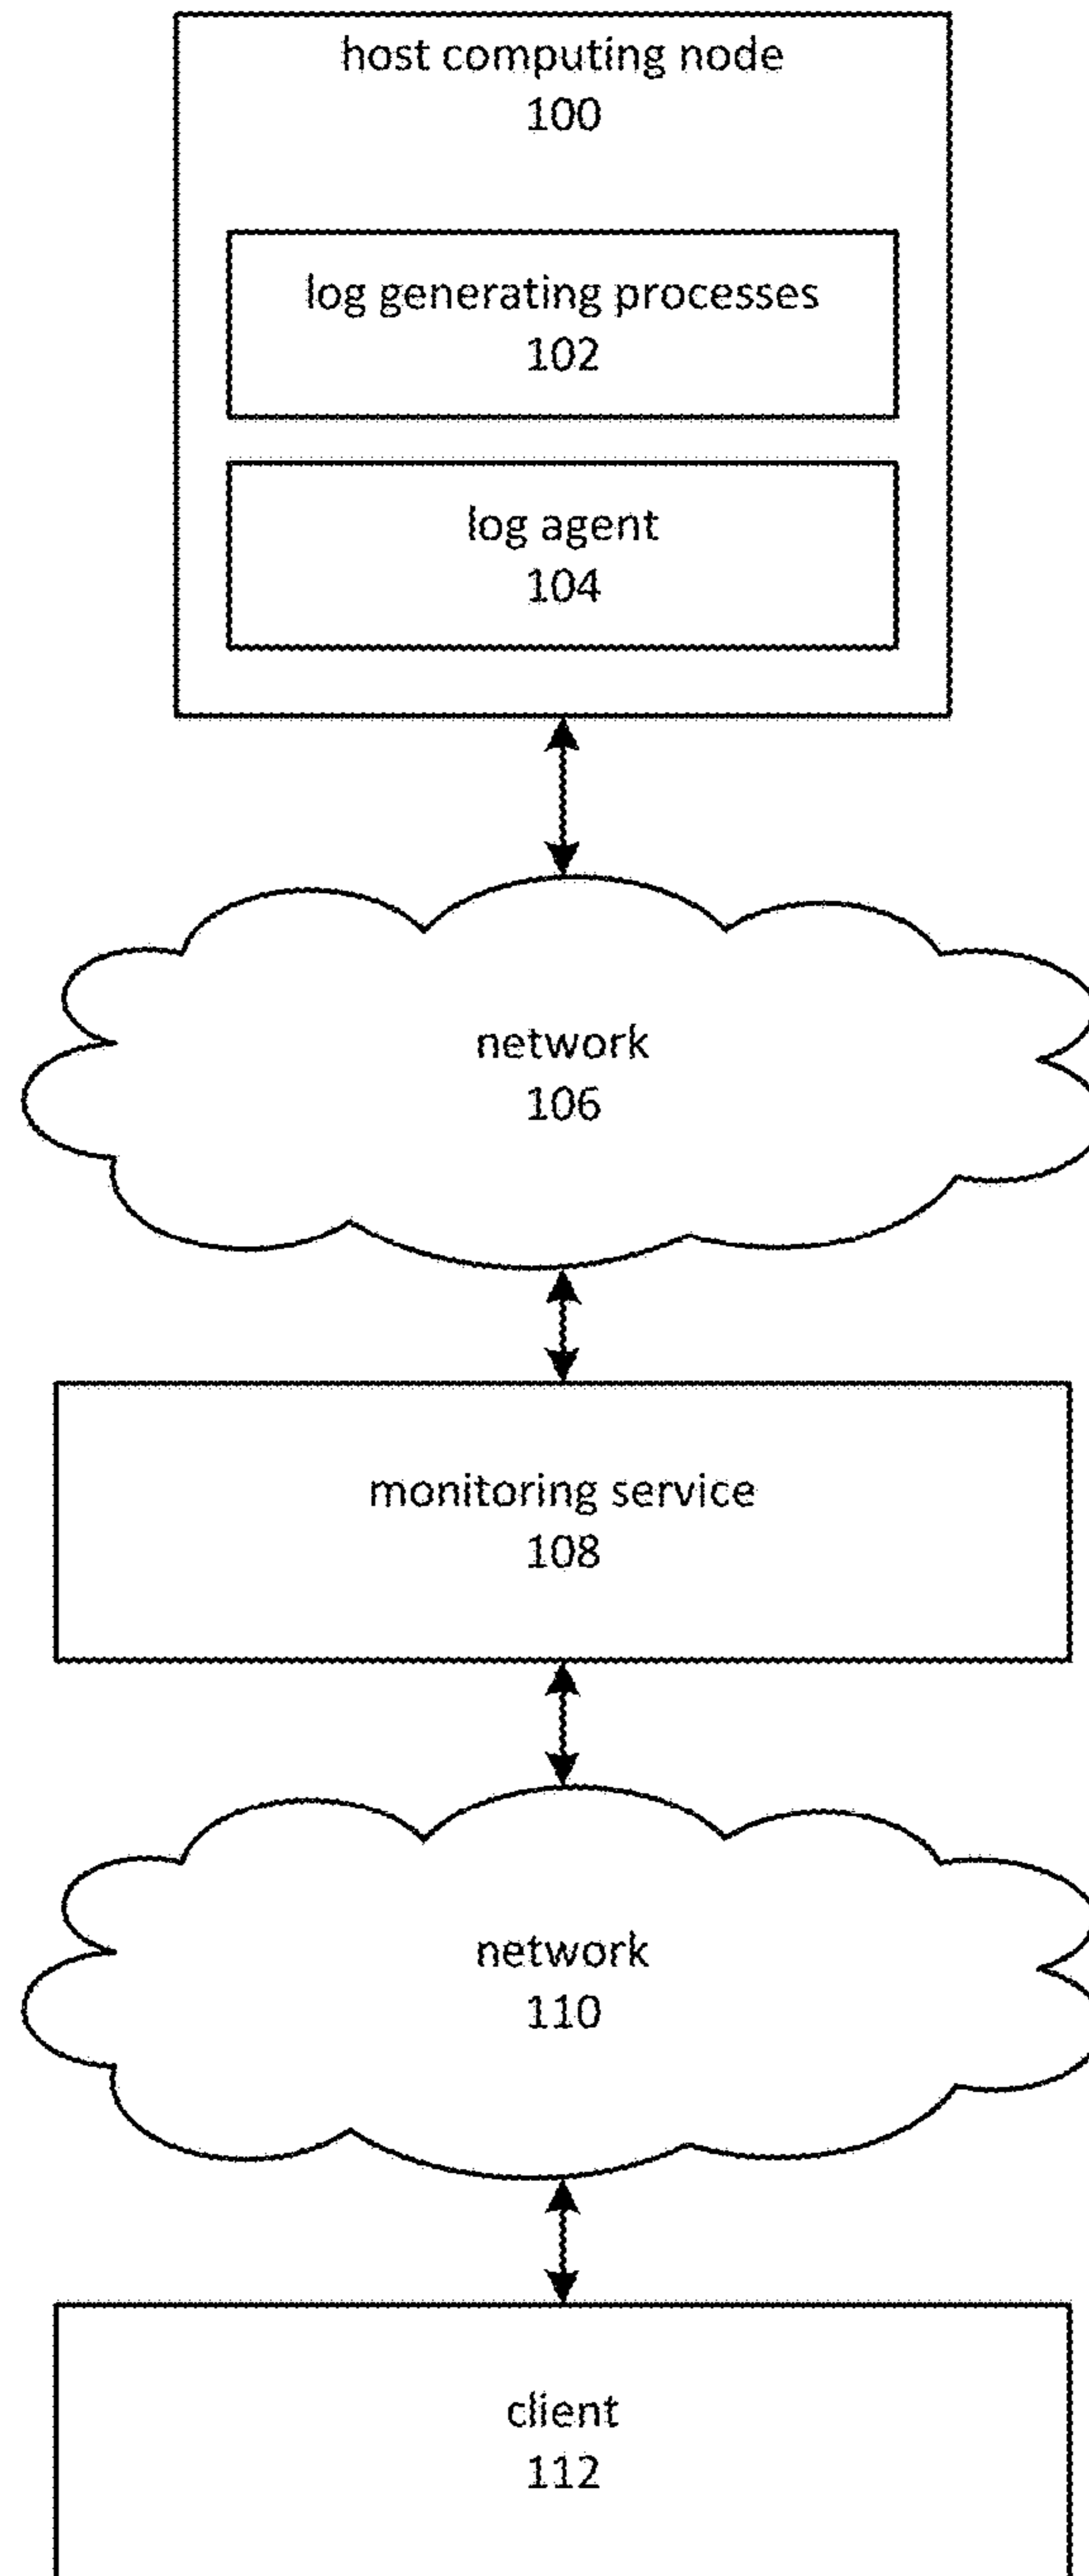 host computing node
100
log generating processes
102
log agent
104
network
106
monitoring service
108
network
110
client
112